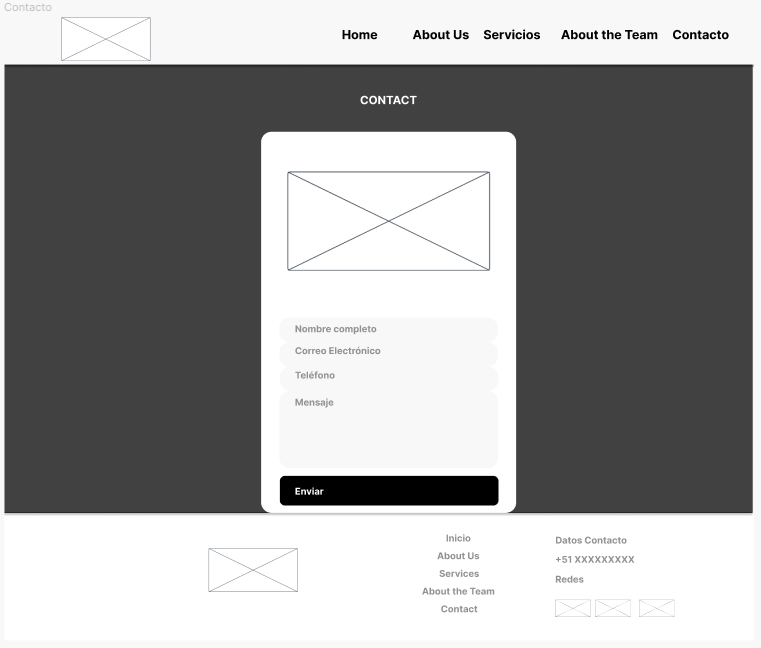 Contacto
Home About Us Servicios About the Team Contacto
CONTACT
Nombre completo
Correo Electrónico
Teléfono
Mensaje
Enviar
Inicio
About Us
Services
About the Team
Contact
Datos Contacto
+51 XXXXXXXXX
Redes